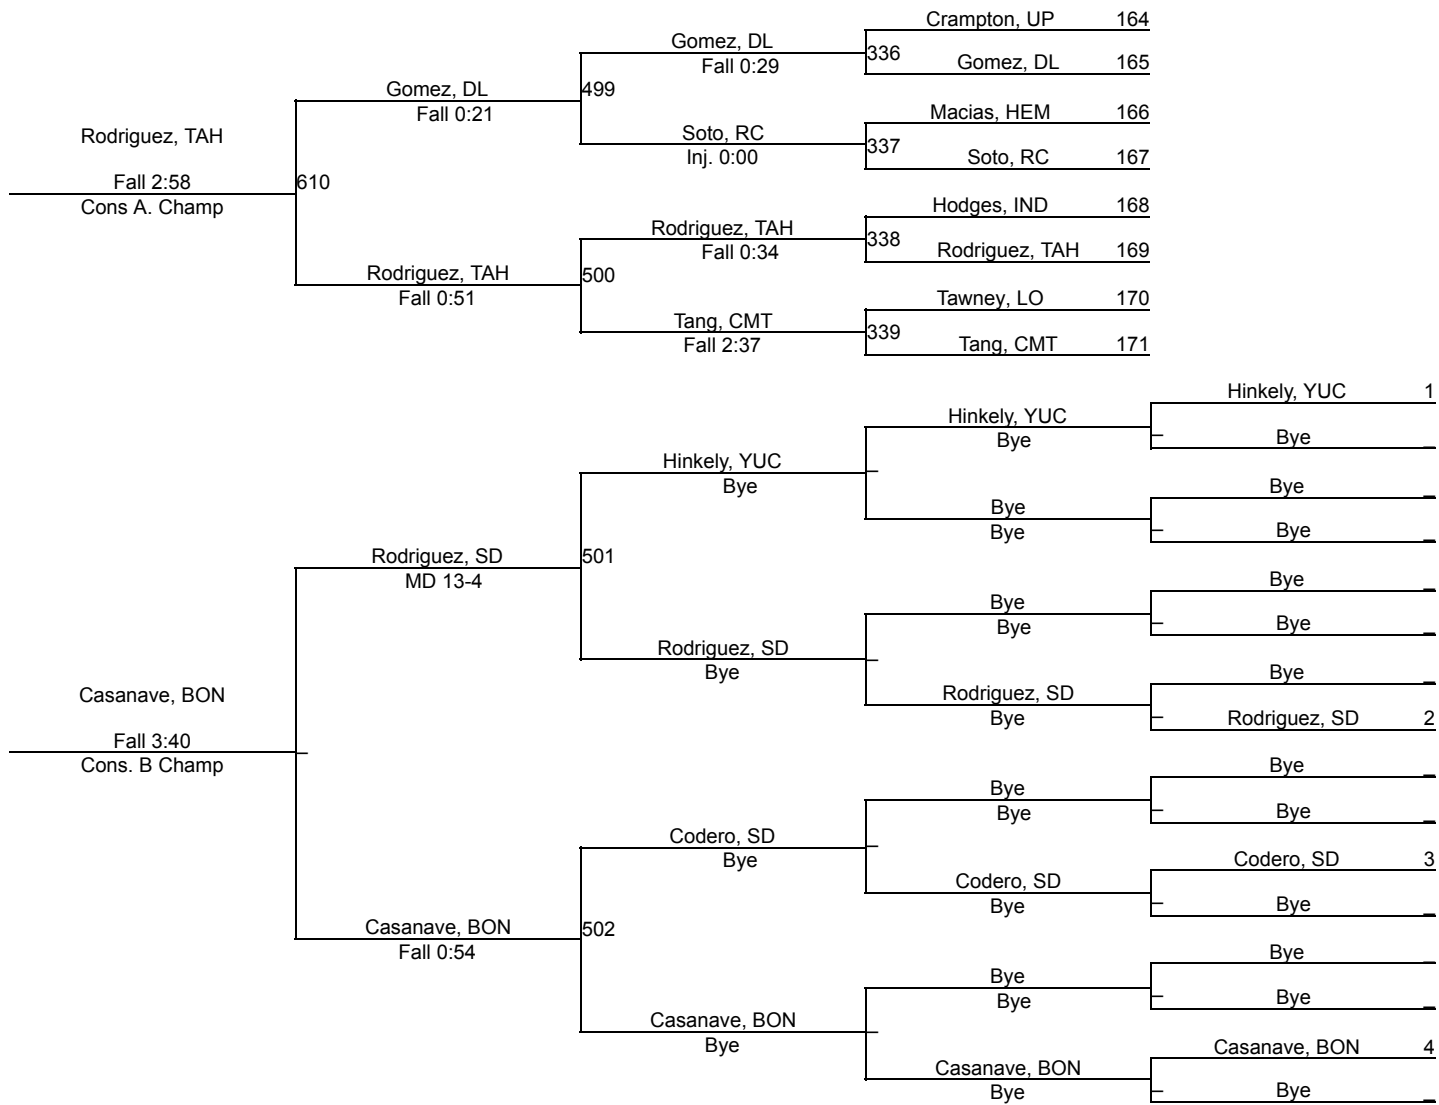 Crampton, UP 164
Gomez, DL
336
Fall 0:29
Gomez, DL 165
Gomez, DL
499
Fall 0:21
Macias, HEM 166
Rodriguez, TAH
Soto, RC
337
Inj. 0:00
Soto, RC 167
Fall 2:58
610
Cons A. Champ
Hodges, IND 168
Rodriguez, TAH
338
Fall 0:34
Rodriguez, TAH 169
Rodriguez, TAH
500
Fall 0:51
Tawney, LO 170
Tang, CMT
339
Fall 2:37
Tang, CMT 171
Hinkely, YUC 1
Hinkely, YUC
Bye
_
Bye _
Hinkely, YUC
_
Bye
Bye _
Bye
Bye
_
Bye _
Rodriguez, SD
501
MD 13-4
Bye _
Bye
Bye
_
Bye _
Rodriguez, SD
_
Bye
Bye _
Rodriguez, SD
Bye
_
Rodriguez, SD 2
Casanave, BON
Fall 3:40
_
Cons. B Champ
Bye _
Bye
Bye
_
Bye _
Codero, SD
_
Bye
Codero, SD 3
Codero, SD
Bye
_
Bye _
Casanave, BON
502
Fall 0:54
Bye _
Bye
Bye
_
Bye _
Casanave, BON
_
Bye
Casanave, BON 4
Casanave, BON
Bye
_
Bye _